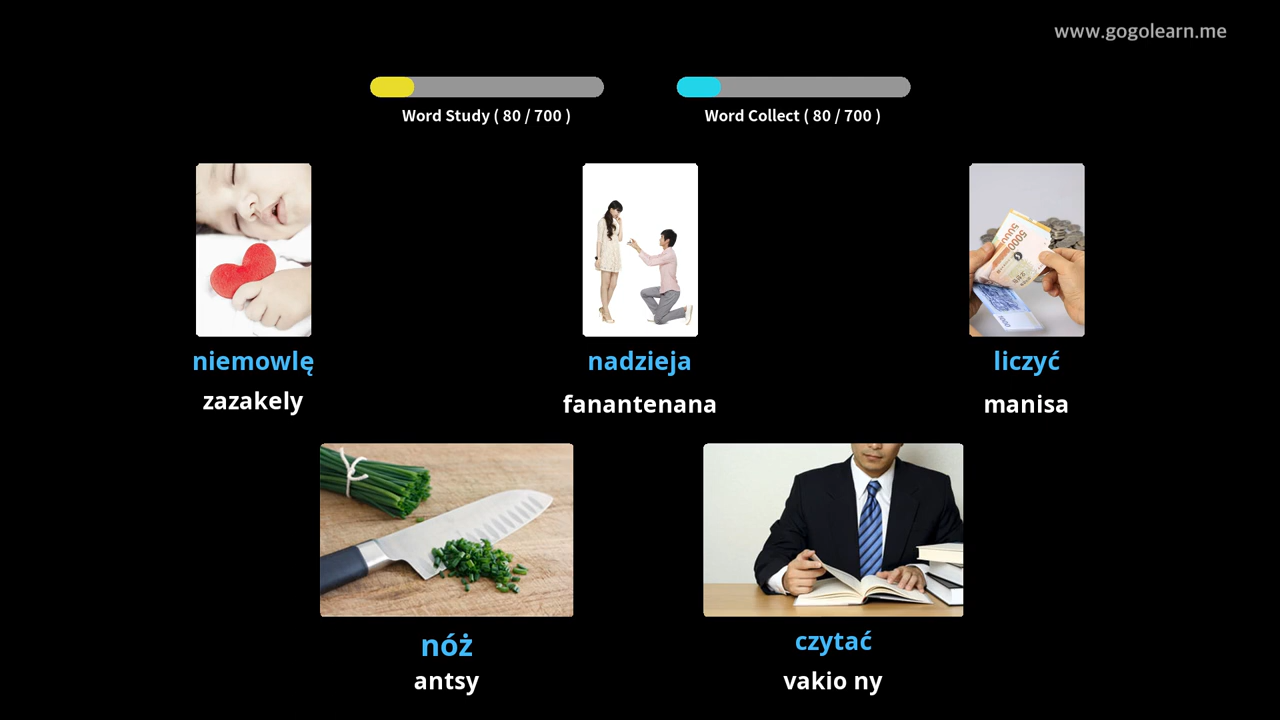 www.gogolearn.me
Word Study ( 80 / 700 )
Word Collect ( 80 / 700 )
niemowlę
zazakely
nadzieja
fanantenana
liczyć
manisa
nóż
antsy
czytać
vakio ny